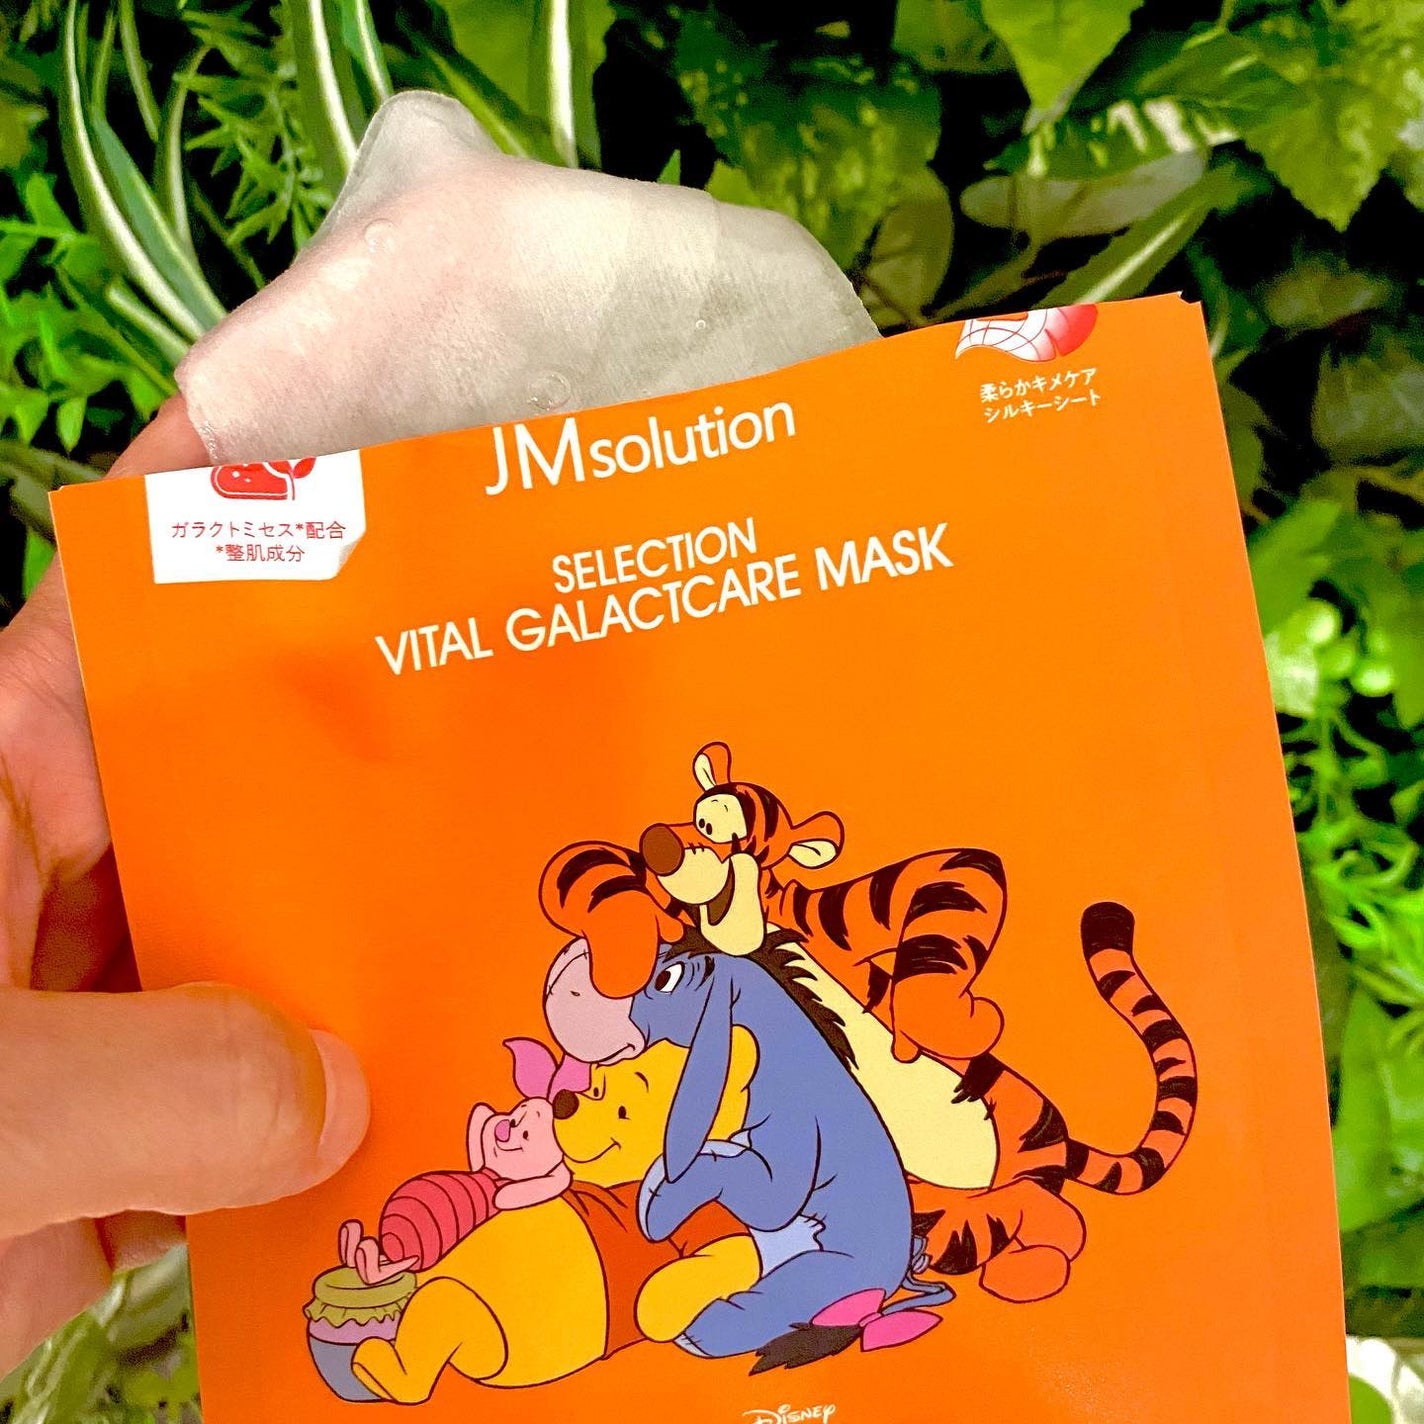 JMsolution
柔らかキメケア
シルキーシート
ガラクトミセス*配合
*整肌成分
SELECTION
VITAL GALACTCARE MASK
DISNEY